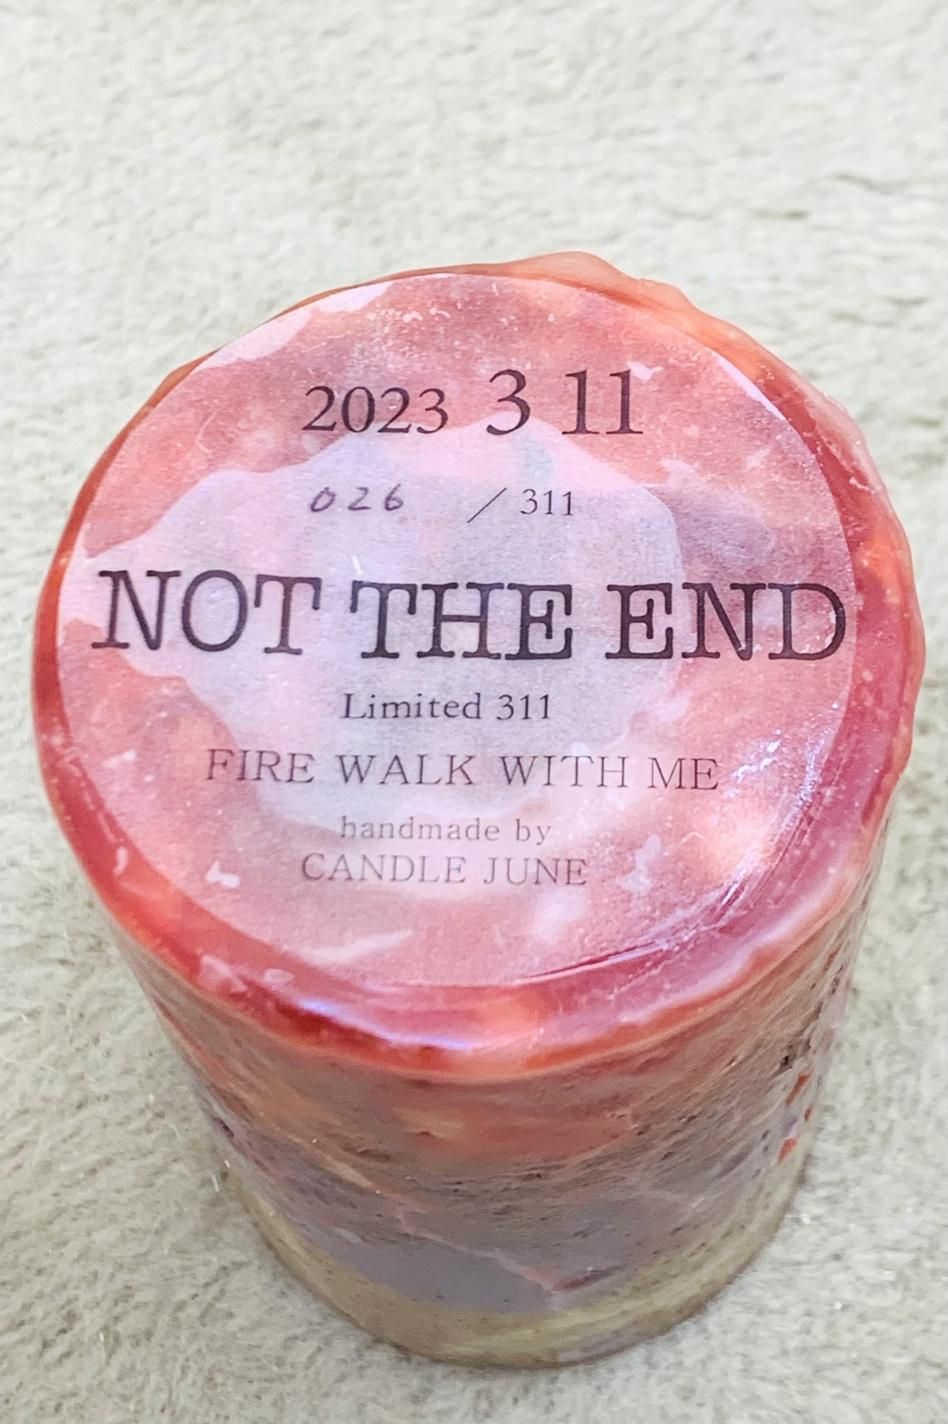 2023 3 11
026 / 311
NOT THE END
Limited 311
FIRE WALK WITH ME
handmade by
CANDLE JUNE